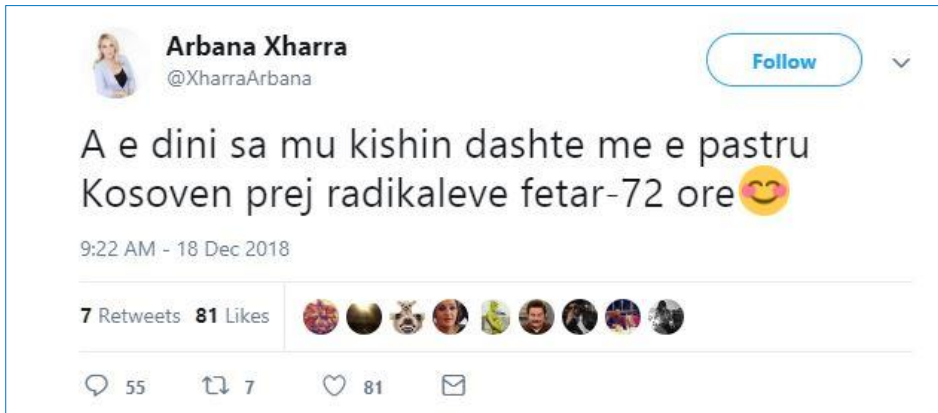 Arbana Xharra
@XharraArbana
Follow
A e dini sa mu kishin dashte me e pastru
Kosoven prej radikaleve fetar-72 ore😊
9:22 AM - 18 Dec 2018
7 Retweets 81 Likes
55 7 81